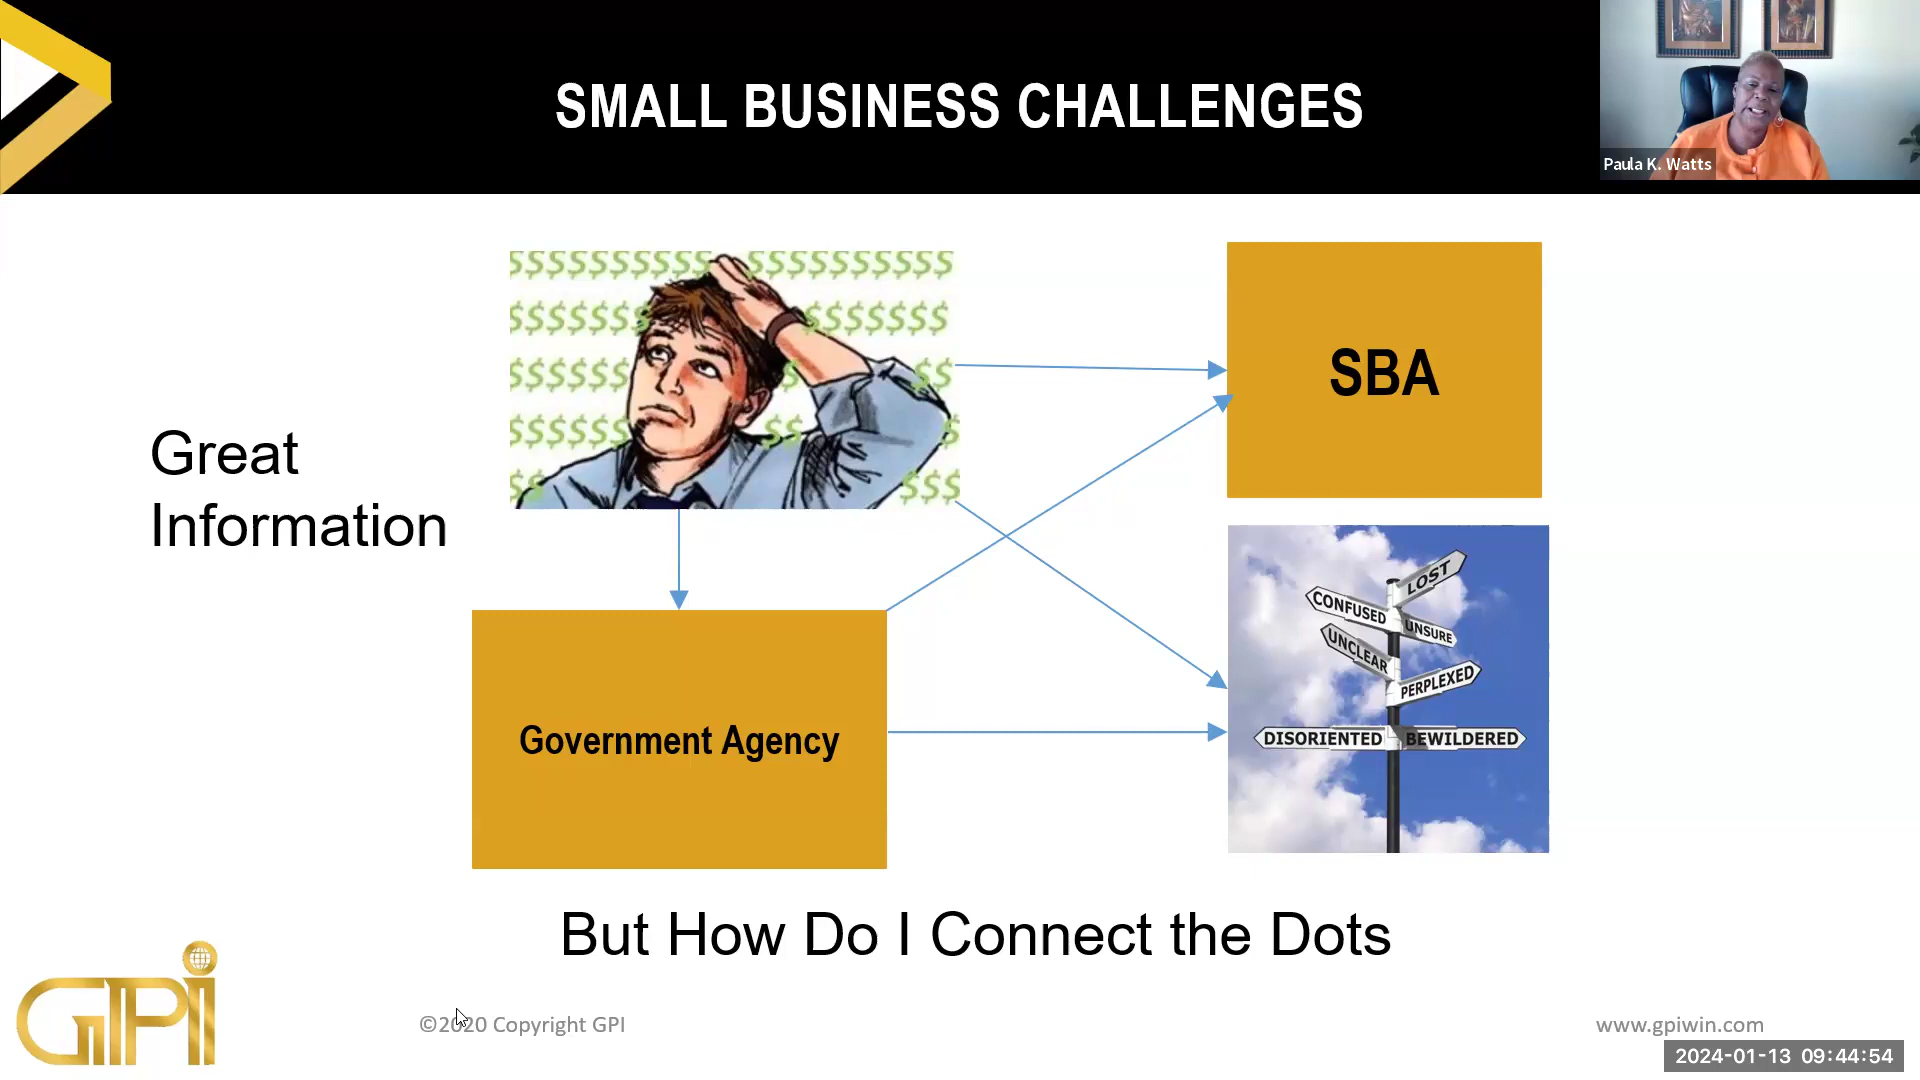 SMALL BUSINESS CHALLENGES
Paula K. Watts
$$$$$$$$$$ $$$$$$$$$$
$$$$$$$ $$$$$$$
$$$$$$$ $ $$
$$$$$$ $$ $
$$ $$$
SBA
Great
Information
LOST
CONFUSED
UNSURE
UNCLEAR
PERPLEXED
DISORIENTED BEWILDERED
Government Agency
But How Do I Connect the Dots
GPi
©2020 Copyright GPI
www.gpiwin.com
2024-01-13 09:44:54